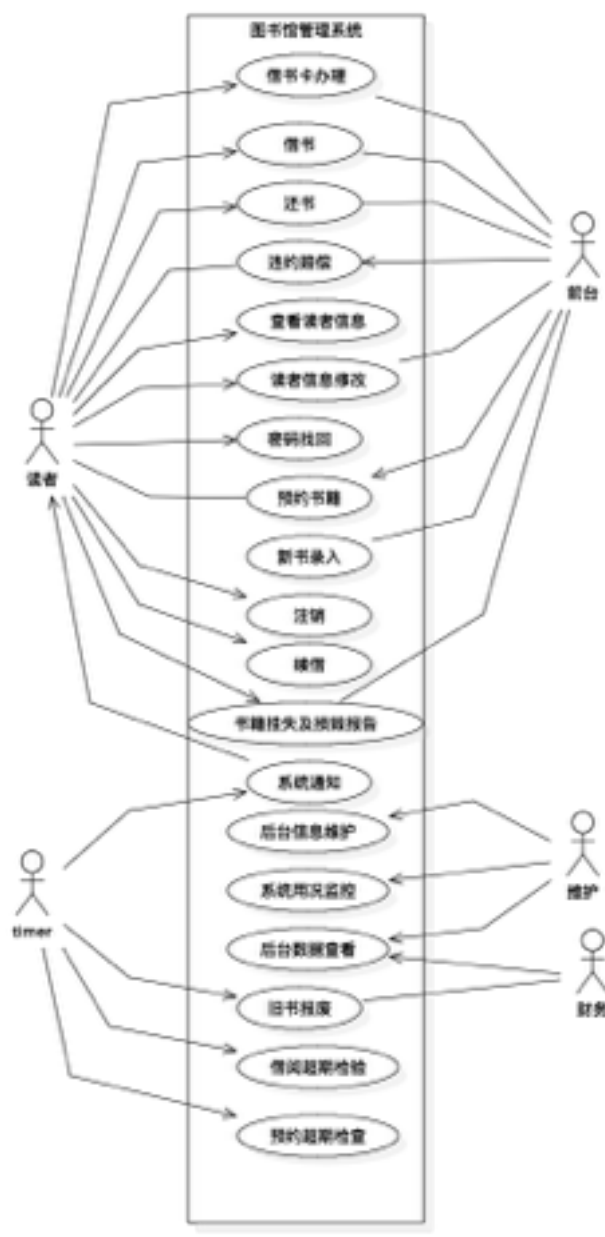 图书馆管理系统
借书卡办理
借书
还书
违约赔偿
前台
查看读者信息
读者信息修改
密码找回
读者
预约书籍
新书录入
注销
续借
书籍挂失及损毁报告
系统通知
后台信息维护
维护
系统用况监控
timer
后台数据查看
旧书报废
财务
借阅超期检验
预约超期检查